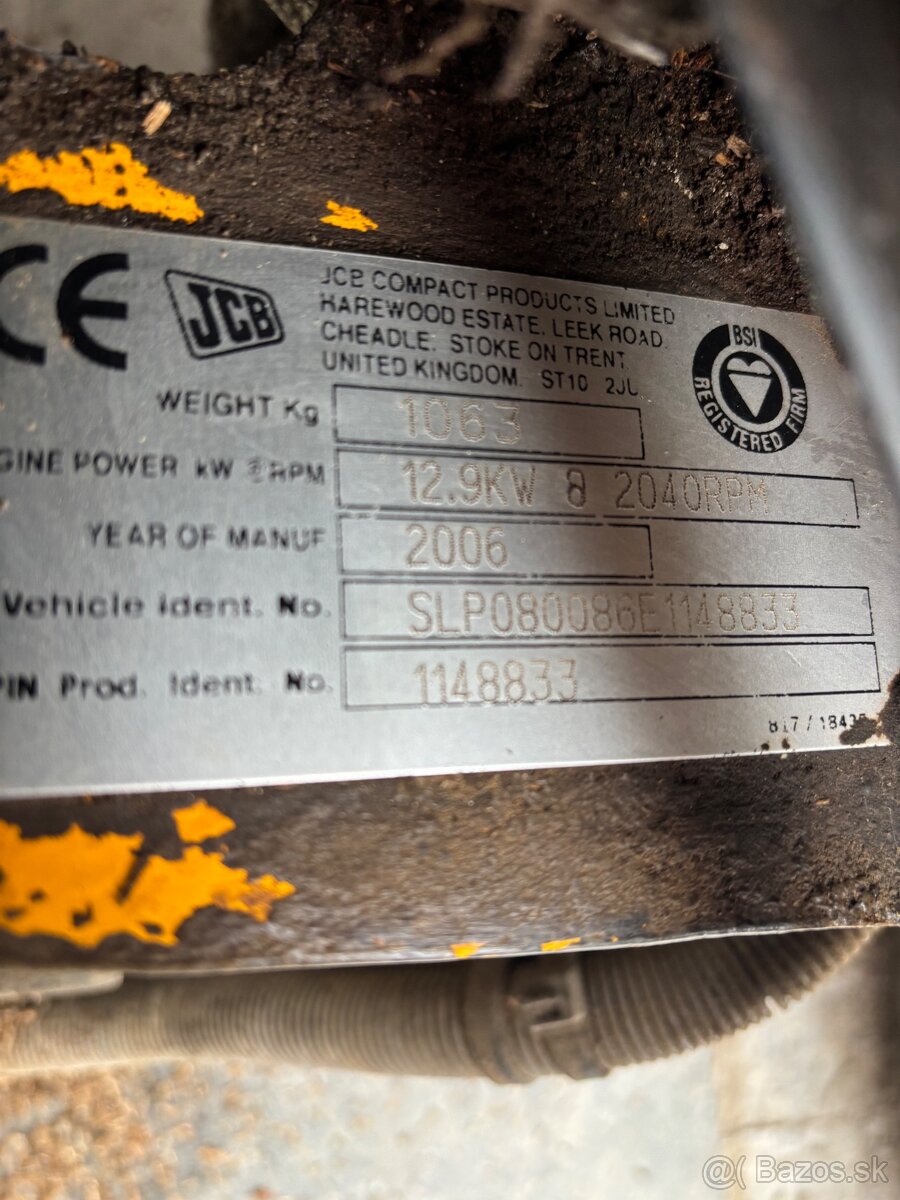 CE
JCB
JCB COMPACT PRODUCTS LIMITED
HAREWOOD ESTATE, LEEK ROAD,
CHEADLE, STOKE ON TRENT,
UNITED KINGDOM. ST10 2JU
BSI
REGISTERED FIRM
WEIGHT Kg 1063
GINE POWER kW @RPM 12.9KW @ 2040RPM
YEAR OF MANUF 2006
Vehicle Ident. No. SLP080086E1148833
PIN Prod. Ident. No. 1148833
817 /
@( Bazos.sk